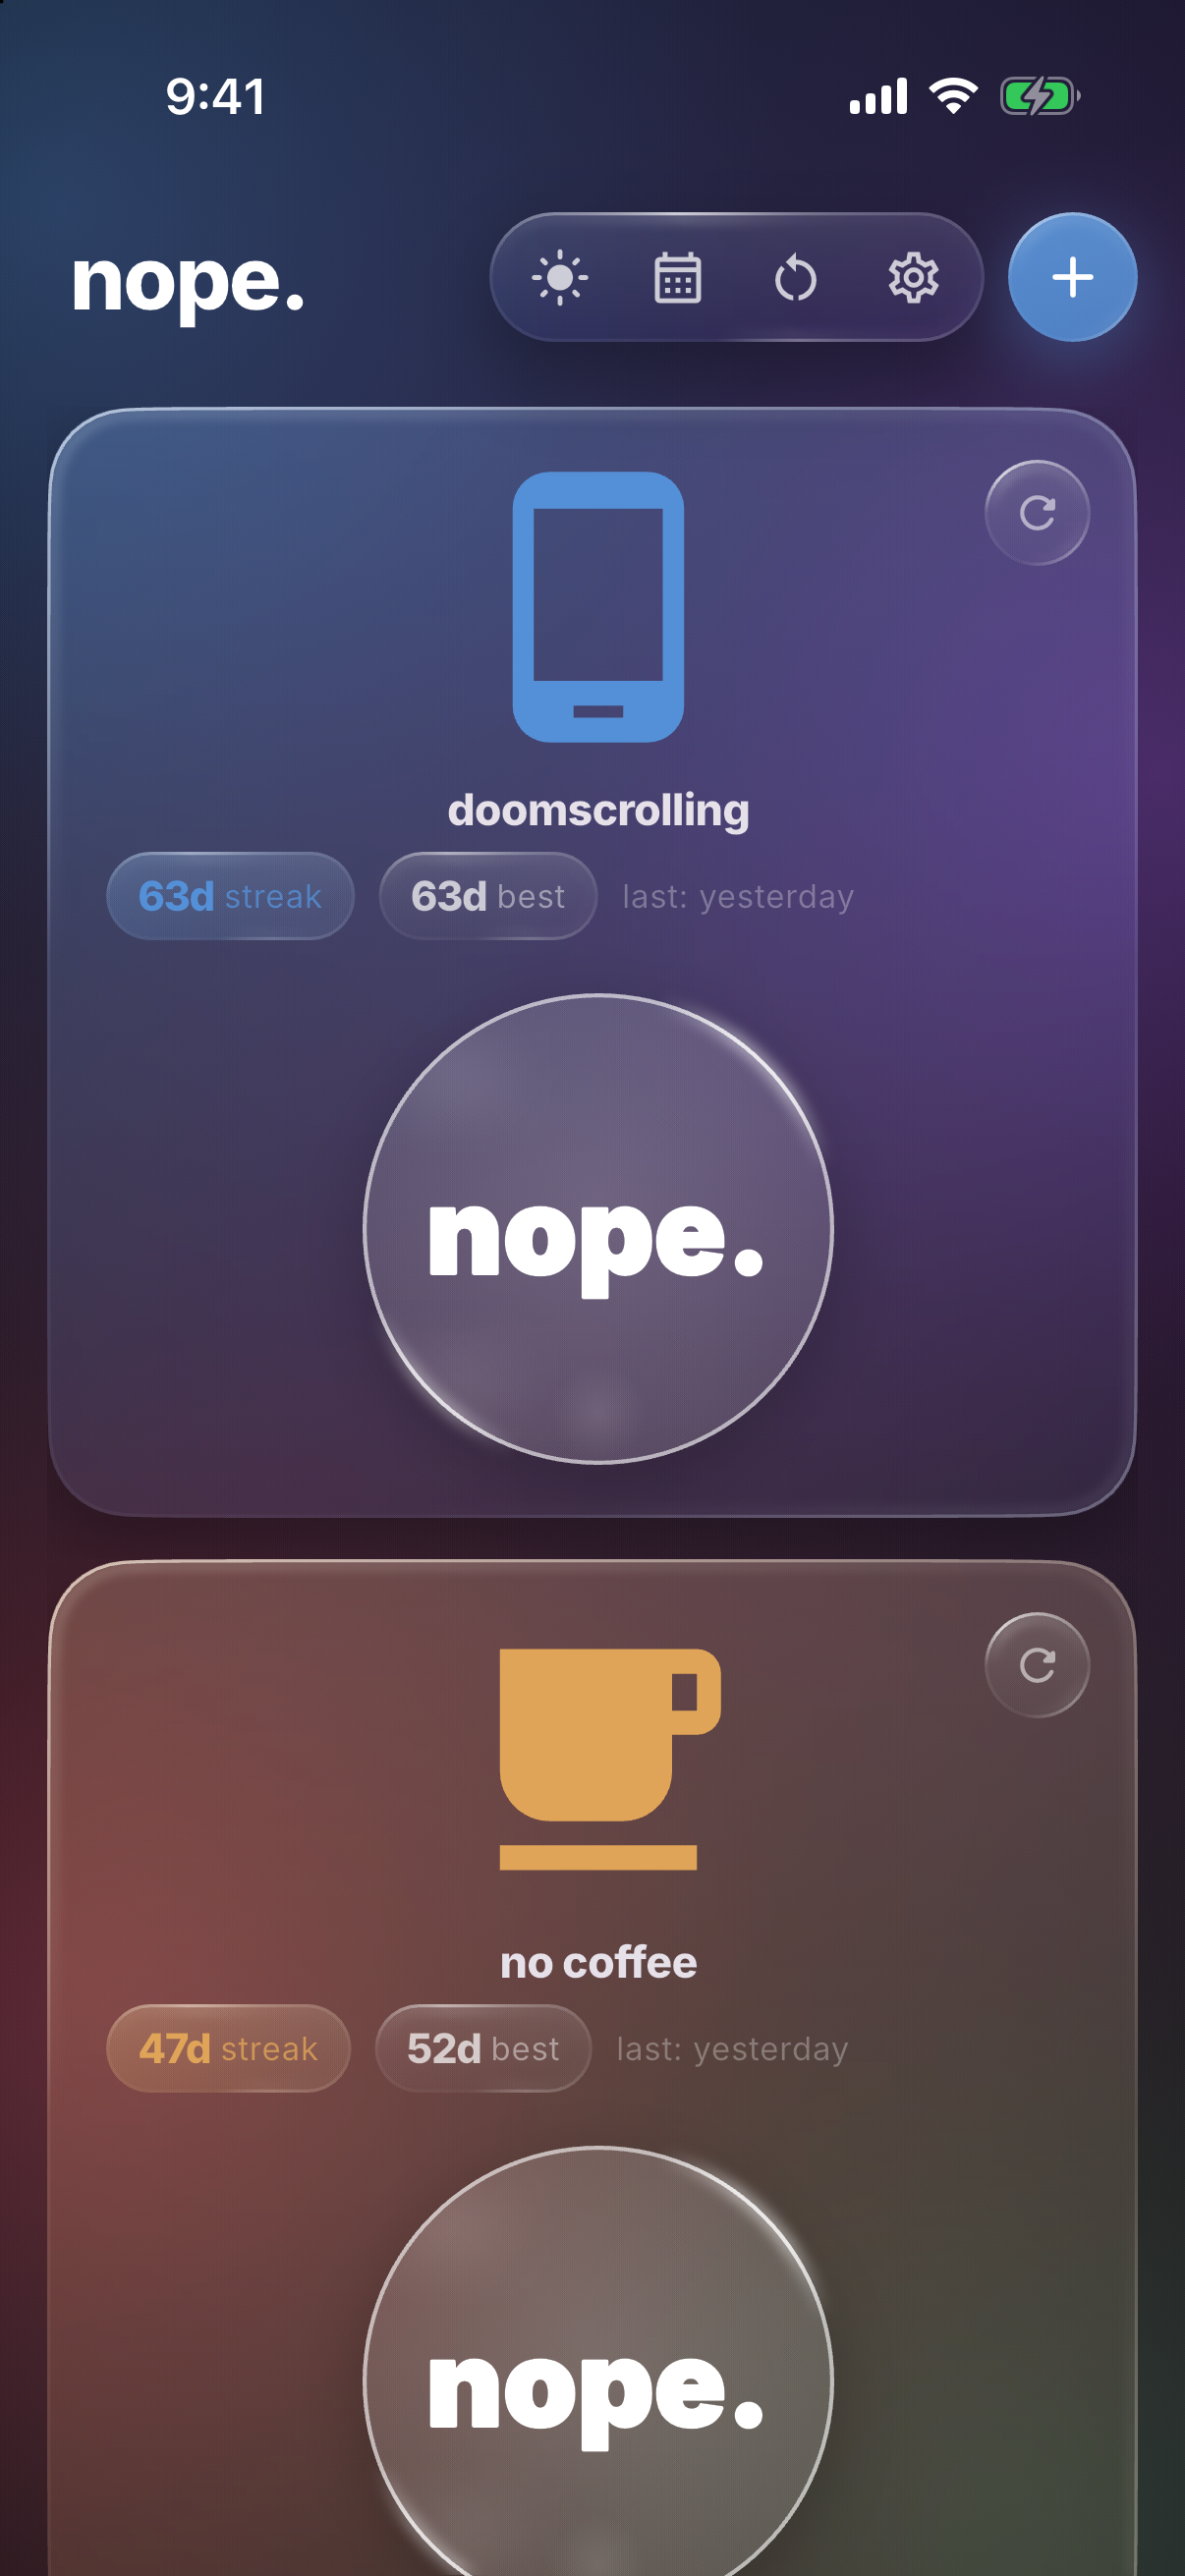 9:41
nope.
doomscrolling
63d streak 63d best last: yesterday
nope.
no coffee
47d streak 52d best last: yesterday
nope.